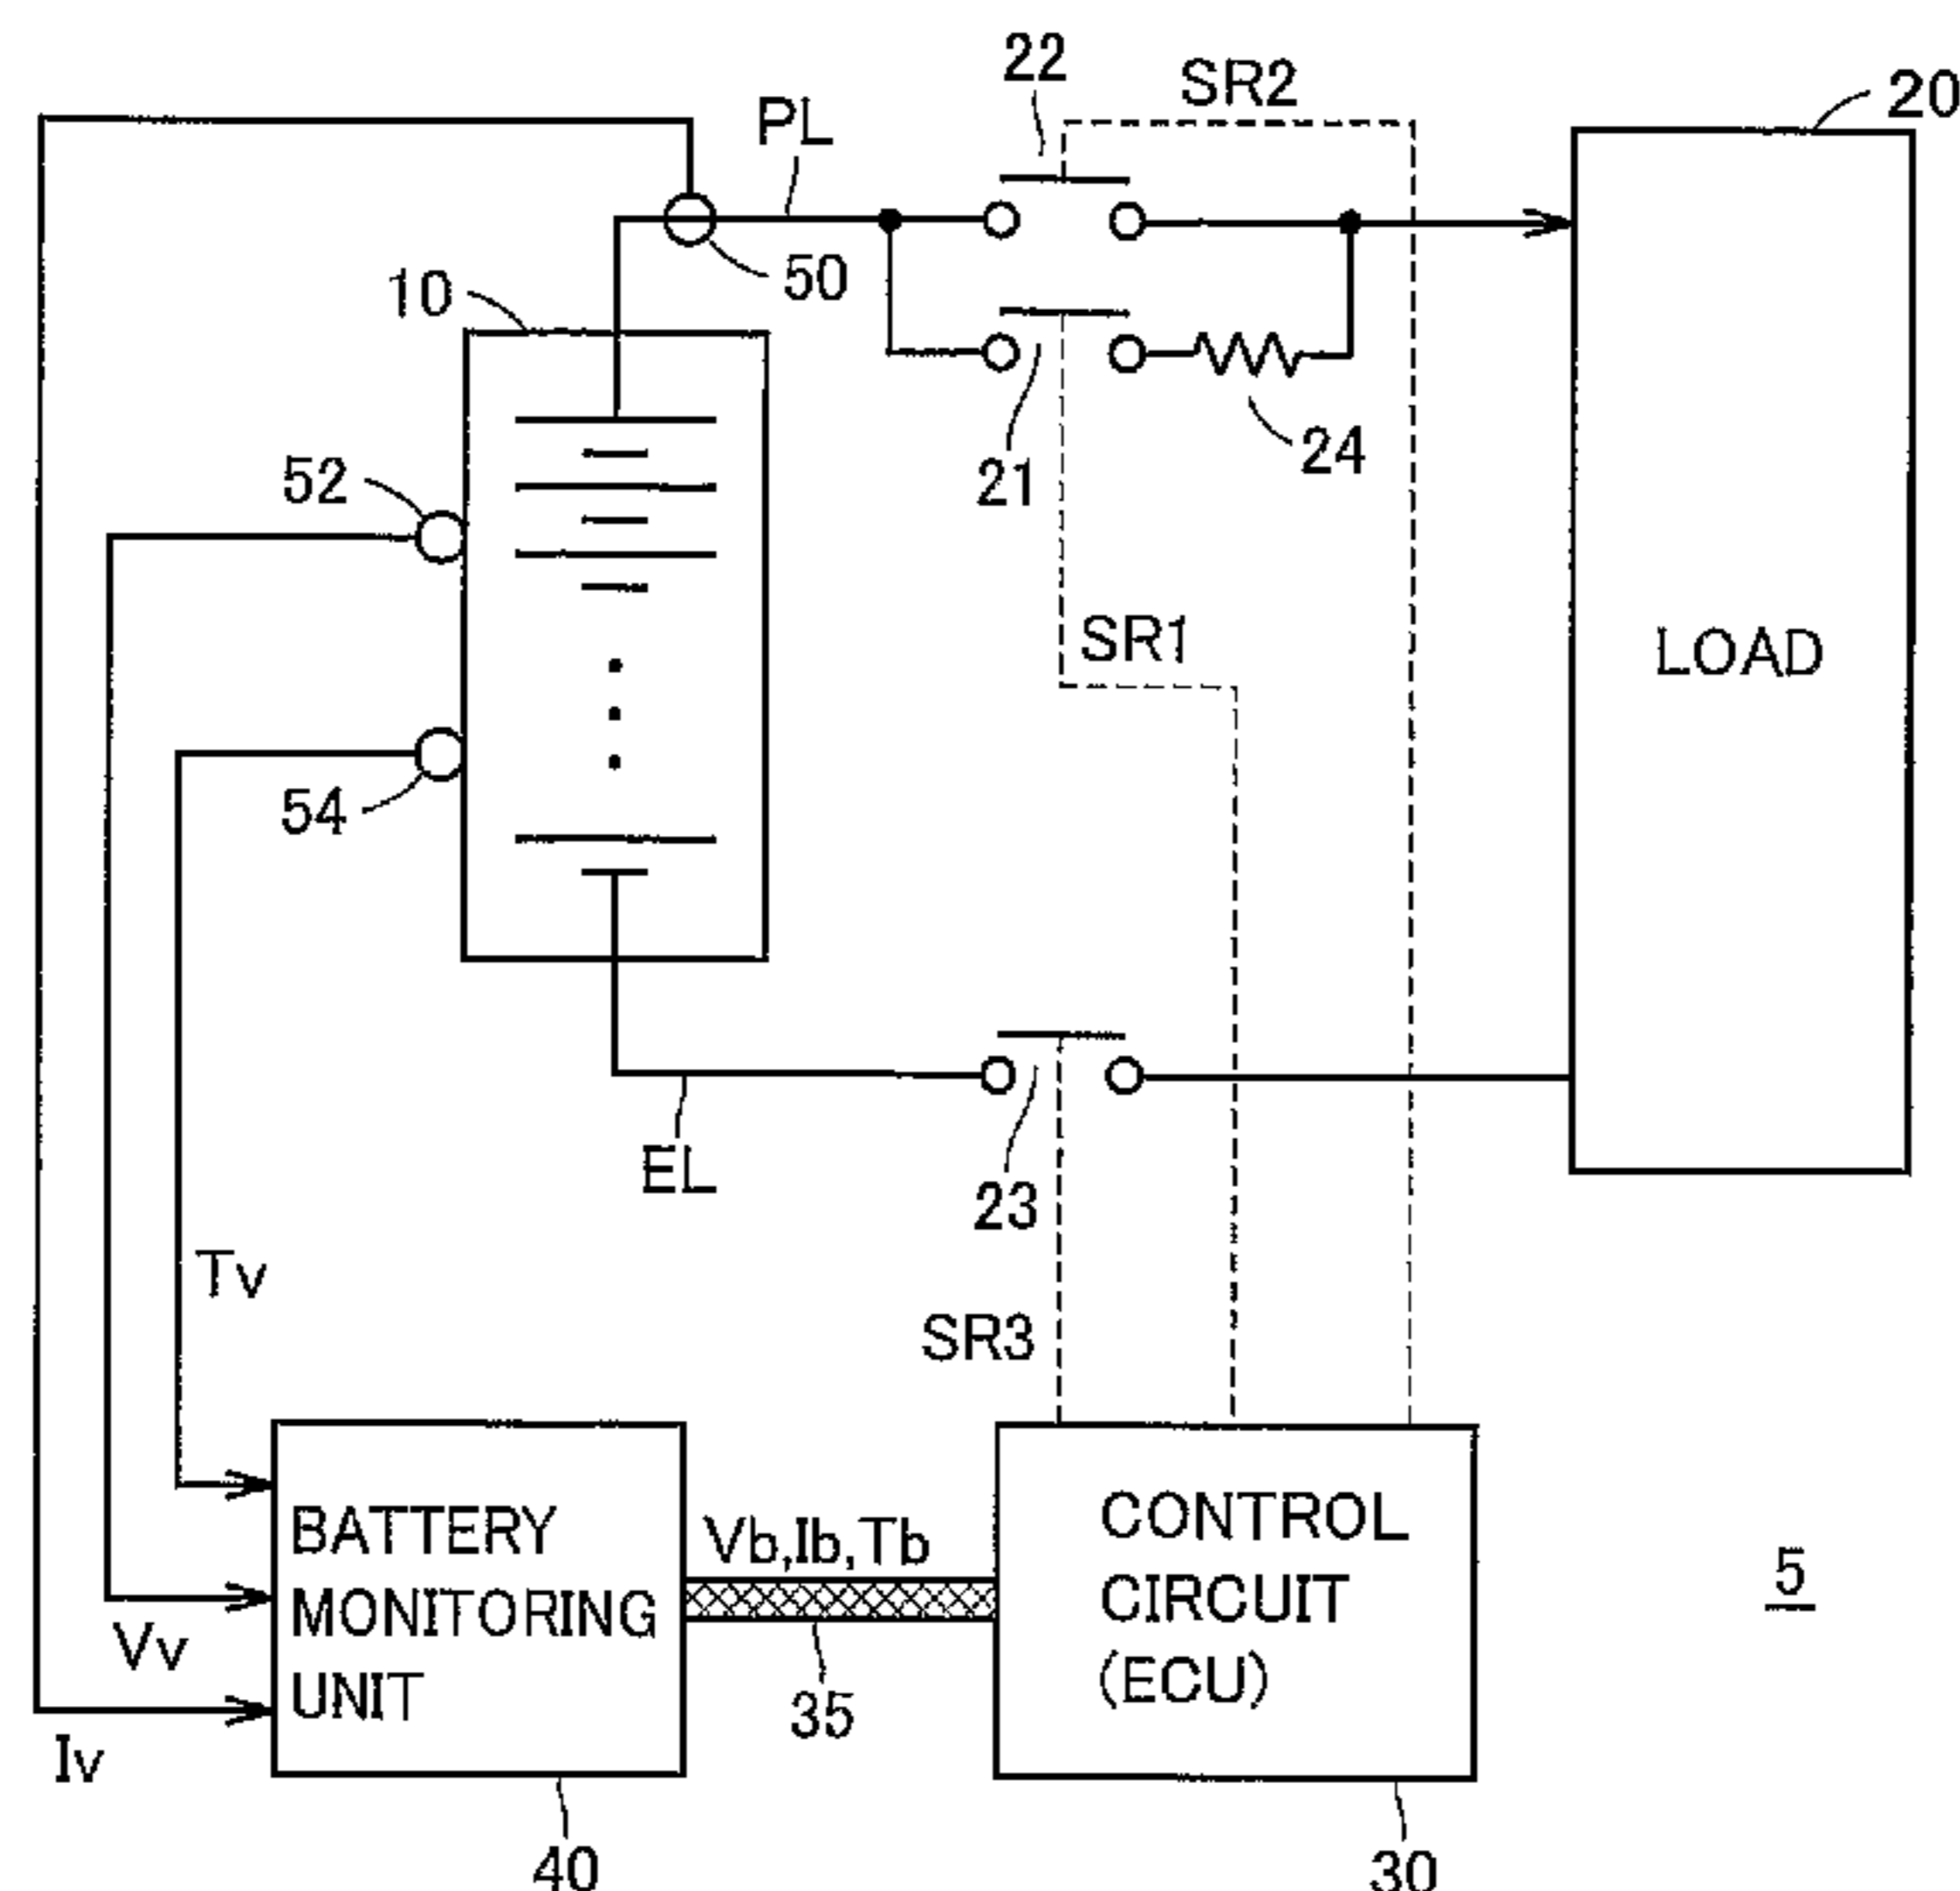 22
SR2
20
PL
50
10
52
21
24
SR1
LOAD
54
EL
23
Tv
SR3
BATTERY
MONITORING
UNIT
Vb,Ib,Tb
35
CONTROL
CIRCUIT
(ECU)
5
Vv
Iv
40
30